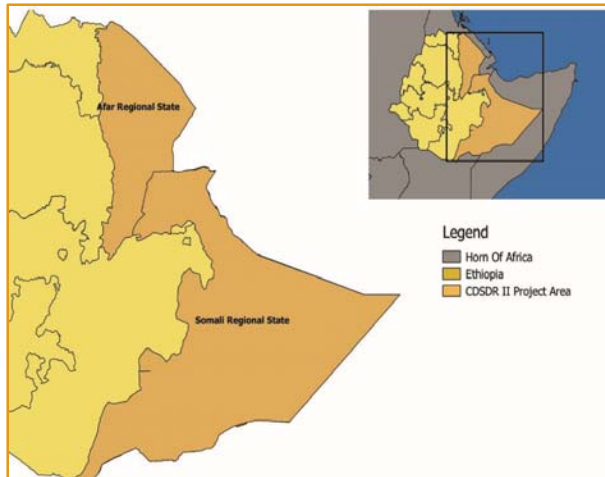 Afar Regional State
Somali Regional State
Legend
Horn Of Africa
Ethiopia
CDSDR II Project Area